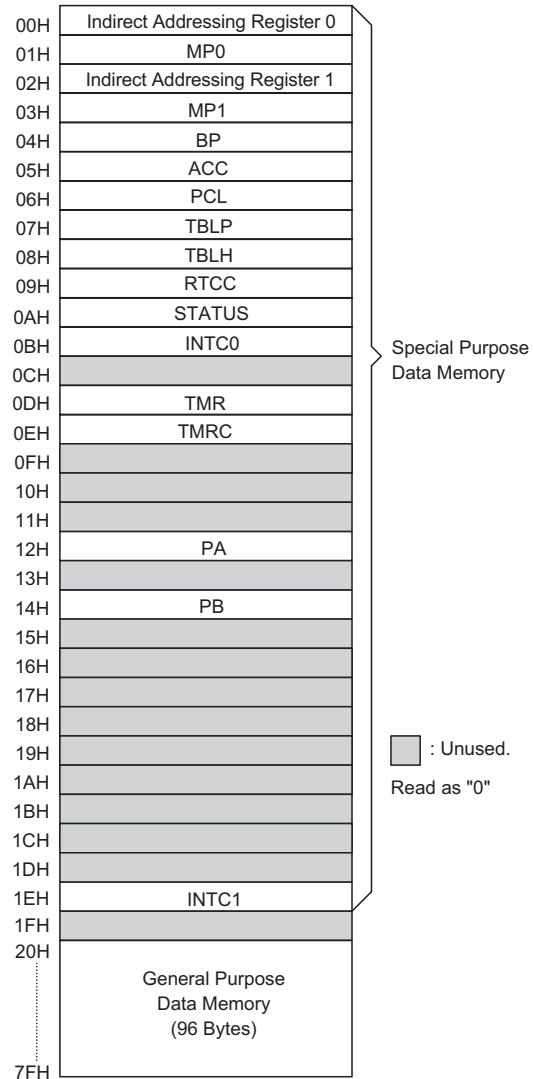 00H Indirect Addressing Register 0
01H MP0
02H Indirect Addressing Register 1
03H MP1
04H BP
05H ACC
06H PCL
07H TBLP
08H TBLH
09H RTCC
0AH STATUS
0BH INTC0
0CH
0DH TMR
0EH TMRC
0FH
10H
11H
12H PA
13H
14H PB
15H
16H
17H
18H
19H
1AH
1BH
1CH
1DH
1EH INTC1
1FH
20H
General Purpose
Data Memory
(96 Bytes)
7FH
Special Purpose
Data Memory
: Unused.
Read as "0"